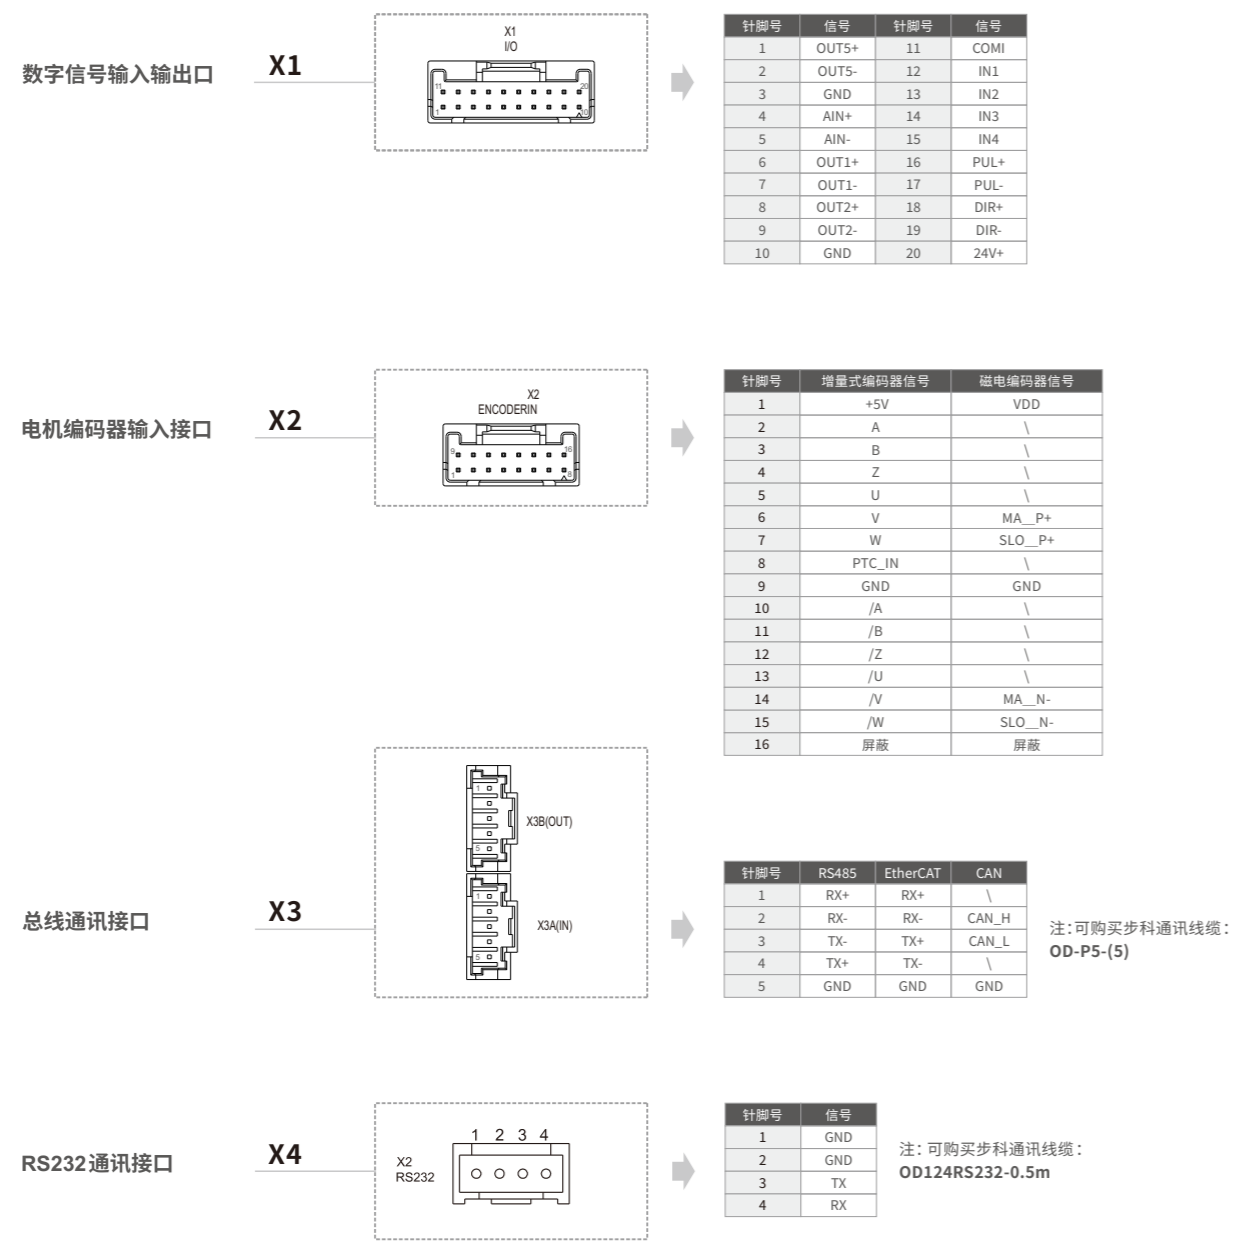 数字信号输入输出口
X1
X1
I/O
11
20
1
10
针脚号 信号 针脚号 信号
1 OUT5+ 11 COMI
2 OUT5- 12 IN1
3 GND 13 IN2
4 AIN+ 14 IN3
5 AIN- 15 IN4
6 OUT1+ 16 PUL+
7 OUT1- 17 PUL-
8 OUT2+ 18 DIR+
9 OUT2- 19 DIR-
10 GND 20 24V+
电机编码器输入接口
X2
X2
ENCODERIN
9
16
1
8
针脚号 增量式编码器信号 磁电编码器信号
1 +5V VDD
2 A \
3 B \
4 Z \
5 U \
6 V MA__P+
7 W SLO__P+
8 PTC_IN \
9 GND GND
10 /A \
11 /B \
12 /Z \
13 /U \
14 /V MA__N-
15 /W SLO__N-
16 屏蔽 屏蔽
总线通讯接口
X3
1
5
X3B(OUT)
1
5
X3A(IN)
针脚号 RS485 EtherCAT CAN
1 RX+ RX+ \
2 RX- RX- CAN_H
3 TX- TX+ CAN_L
4 TX+ TX- \
5 GND GND GND
注:可购买步科通讯线缆:
OD-P5-(5)
RS232通讯接口
X4
X2
RS232
1 2 3 4
针脚号 信号
1 GND
2 GND
3 TX
4 RX
注: 可购买步科通讯线缆:
OD124RS232-0.5m